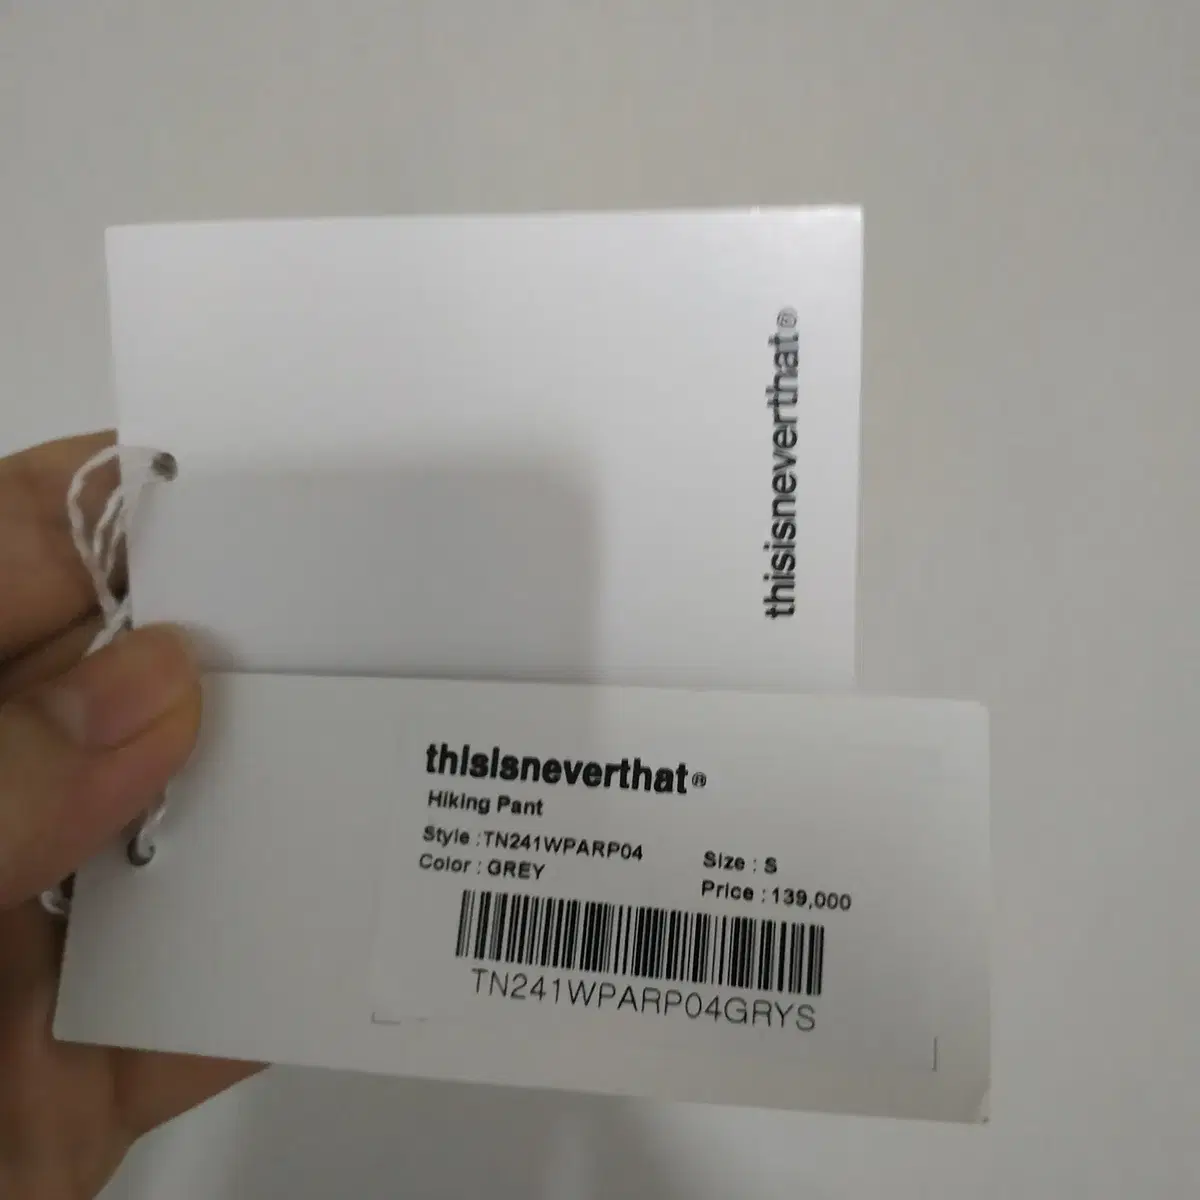 thisisneverthat®
thisisneverthat®
Hiking Pant
Style : TN241WPARP04
Color : GREY
Size : S
Price : 139,000
TN241WPARP04GRYS